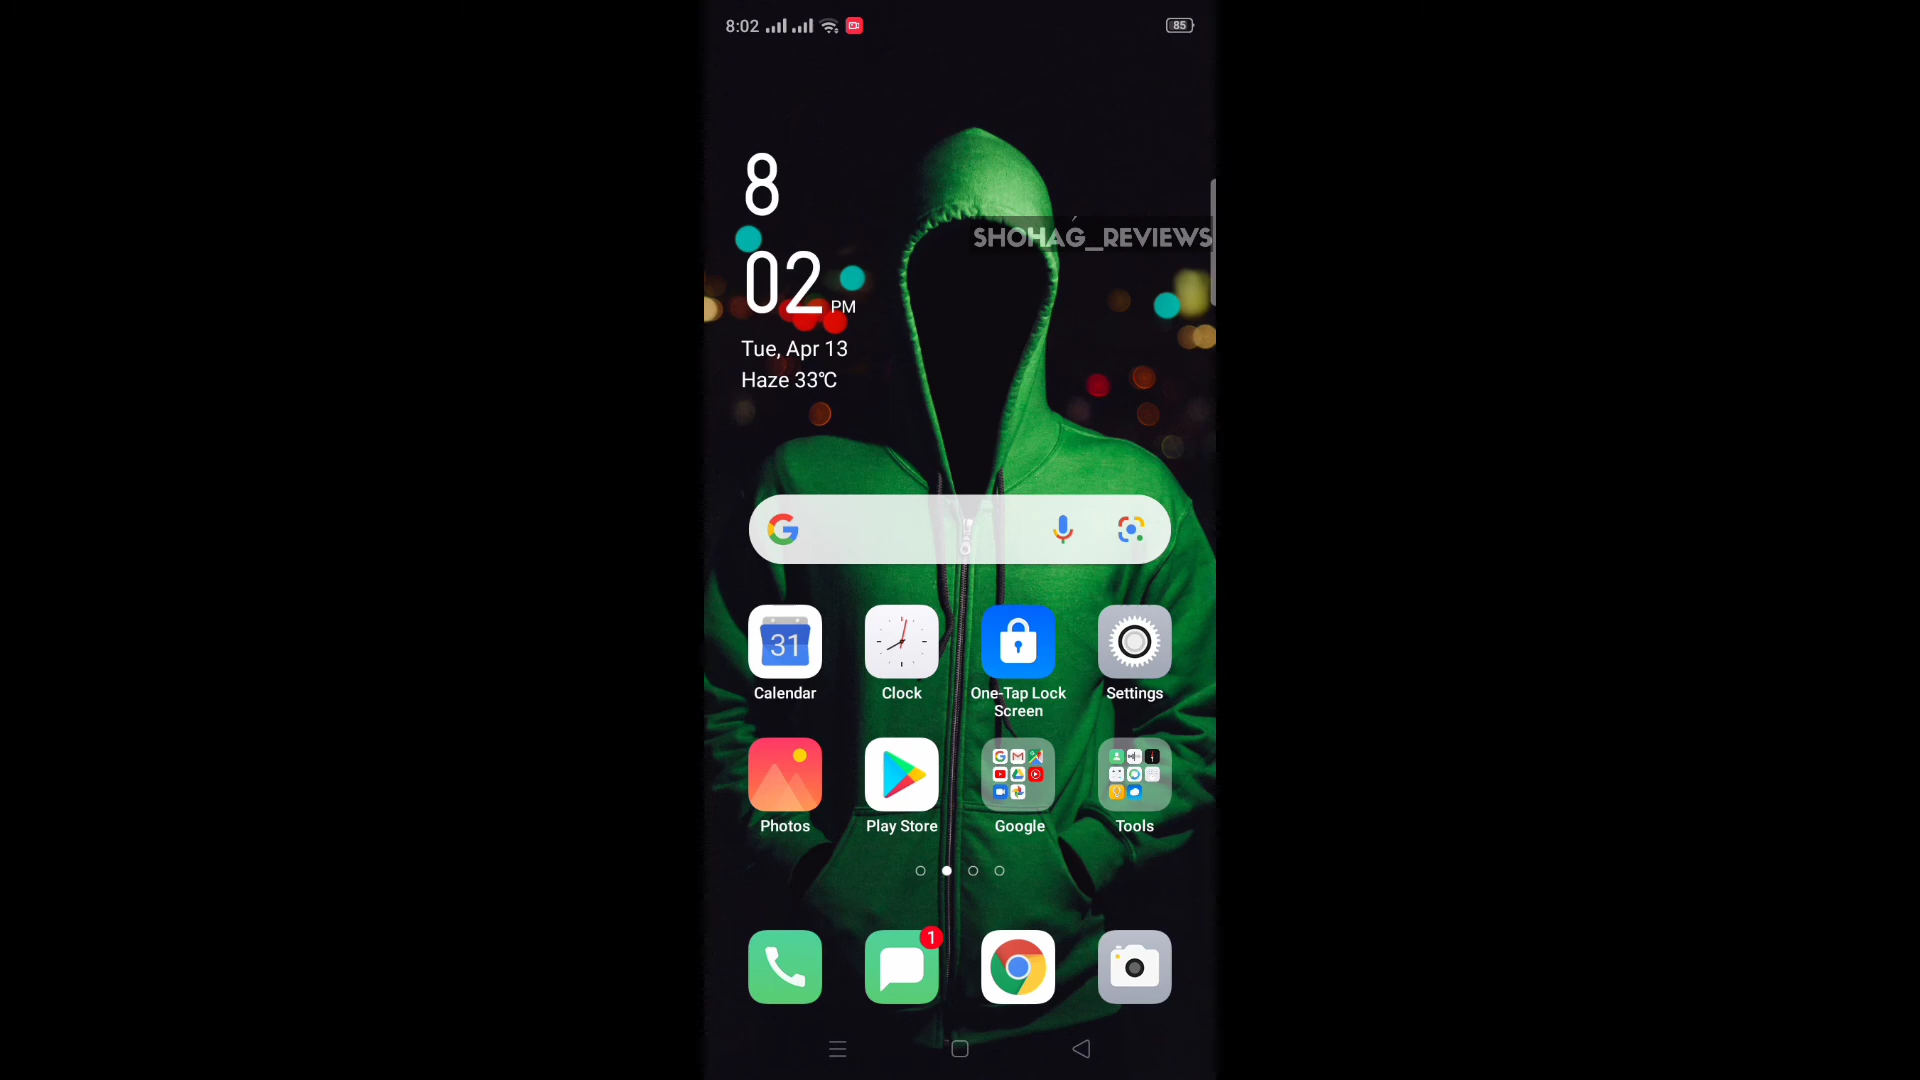 8:02
85
8
02 PM
Tue, Apr 13
Haze 33℃
SHOHAG_REVIEWS
31
Calendar
Clock
One-Tap Lock
Screen
Settings
Photos
Play Store
Google
Tools
1